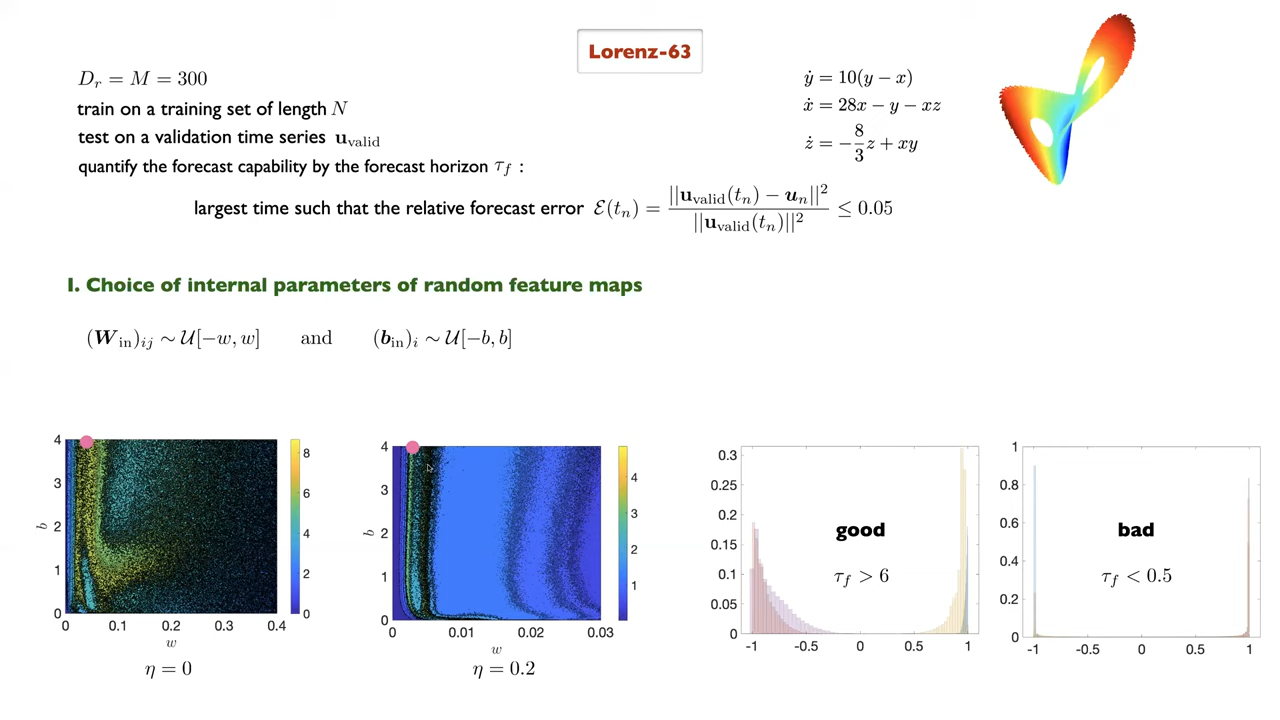 Lorenz-63
D_r = M = 300
train on a training set of length N
test on a validation time series u_valid
quantify the forecast capability by the forecast horizon τ_f :
ẏ = 10(y − x)
ẋ = 28x − y − xz
ż = −8/3 z + xy
largest time such that the relative forecast error ℰ(t_n) = ||u_valid(t_n) − u_n||² / ||u_valid(t_n)||² ≤ 0.05
I. Choice of internal parameters of random feature maps
(W_in)_ij ∼ 𝒰[−w, w] and (b_in)_i ∼ 𝒰[−b, b]
4
3
2
1
0
b
0 0.1 0.2 0.3 0.4
w
8
6
4
2
0
η = 0
4
3
2
1
0
b
0 0.01 0.02 0.03
w
4
3
2
1
η = 0.2
0.3
0.25
0.2
0.15
0.1
0.05
0
-1 -0.5 0 0.5 1
good
τ_f > 6
1
0.8
0.6
0.4
0.2
0
-1 -0.5 0 0.5 1
bad
τ_f < 0.5